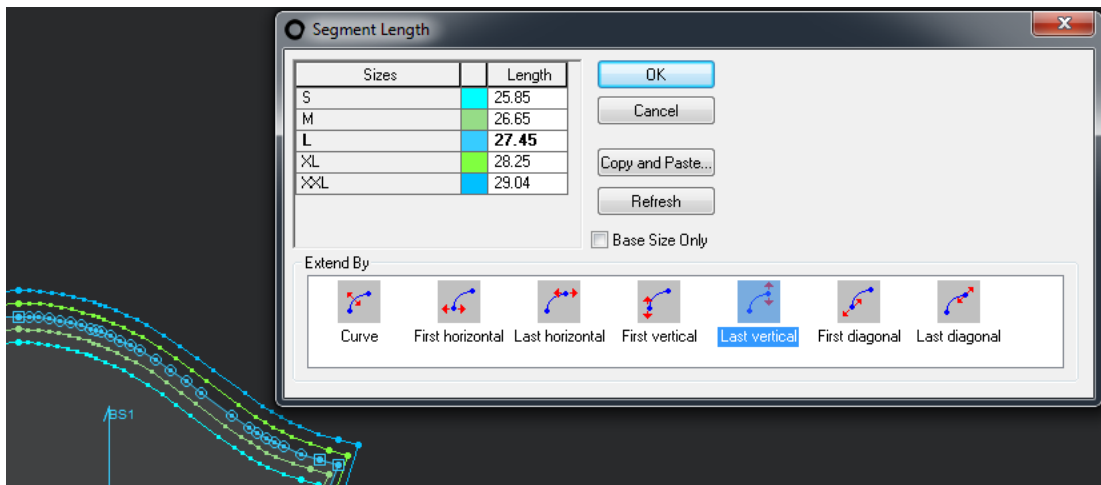 Segment Length
Sizes Length
S 25.85
M 26.65
L 27.45
XL 28.25
XXL 29.04
OK
Cancel
Copy and Paste...
Refresh
Base Size Only
Extend By
Curve First horizontal Last horizontal First vertical Last vertical First diagonal Last diagonal
BS1